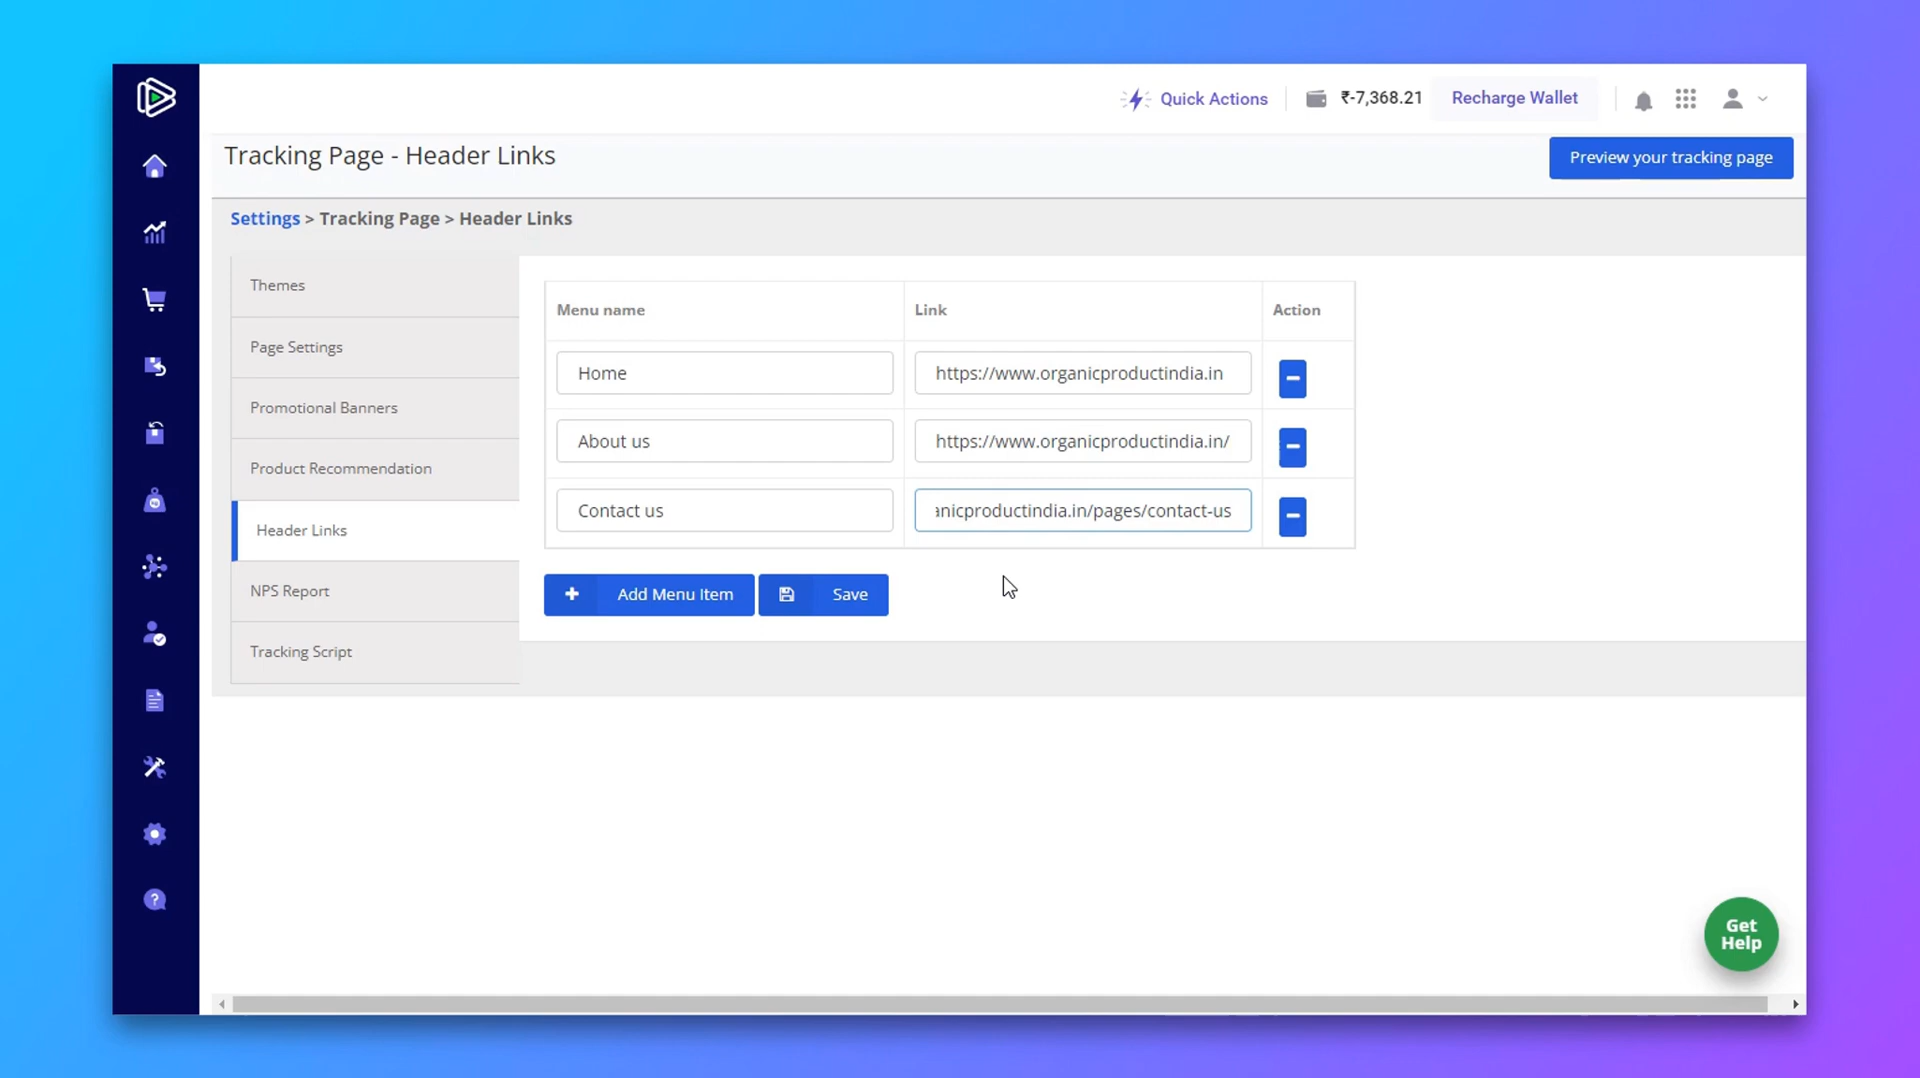 Quick Actions
₹-7,368.21
Recharge Wallet
Tracking Page - Header Links
Preview your tracking page
Settings > Tracking Page > Header Links
Themes
Page Settings
Promotional Banners
Product Recommendation
Header Links
NPS Report
Tracking Script
Menu name Link Action
Home https://www.organicproductindia.in
About us https://www.organicproductindia.in/
Contact us anicproductindia.in/pages/contact-us
+ Add Menu Item
Save
Get
Help